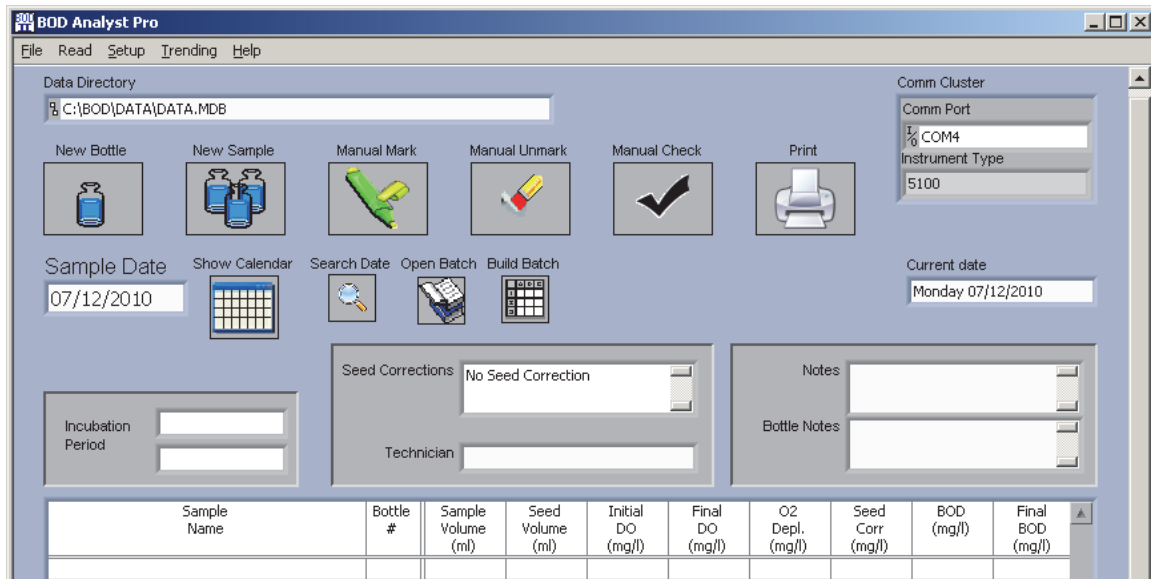 BOD Analyst Pro
File Read Setup Trending Help
Data Directory
C:\BOD\DATA\DATA.MDB
Comm Cluster
Comm Port
COM4
Instrument Type
5100
New Bottle New Sample Manual Mark Manual Unmark Manual Check Print
Sample Date Show Calendar Search Date Open Batch Build Batch
07/12/2010
Current date
Monday 07/12/2010
Incubation
Period
Seed Corrections No Seed Correction
Technician
Notes
Bottle Notes
Sample
Name
Bottle
#
Sample
Volume
(ml)
Seed
Volume
(ml)
Initial
DO
(mg/l)
Final
DO
(mg/l)
O2
Depl.
(mg/l)
Seed
Corr
(mg/l)
BOD
(mg/l)
Final
BOD
(mg/l)